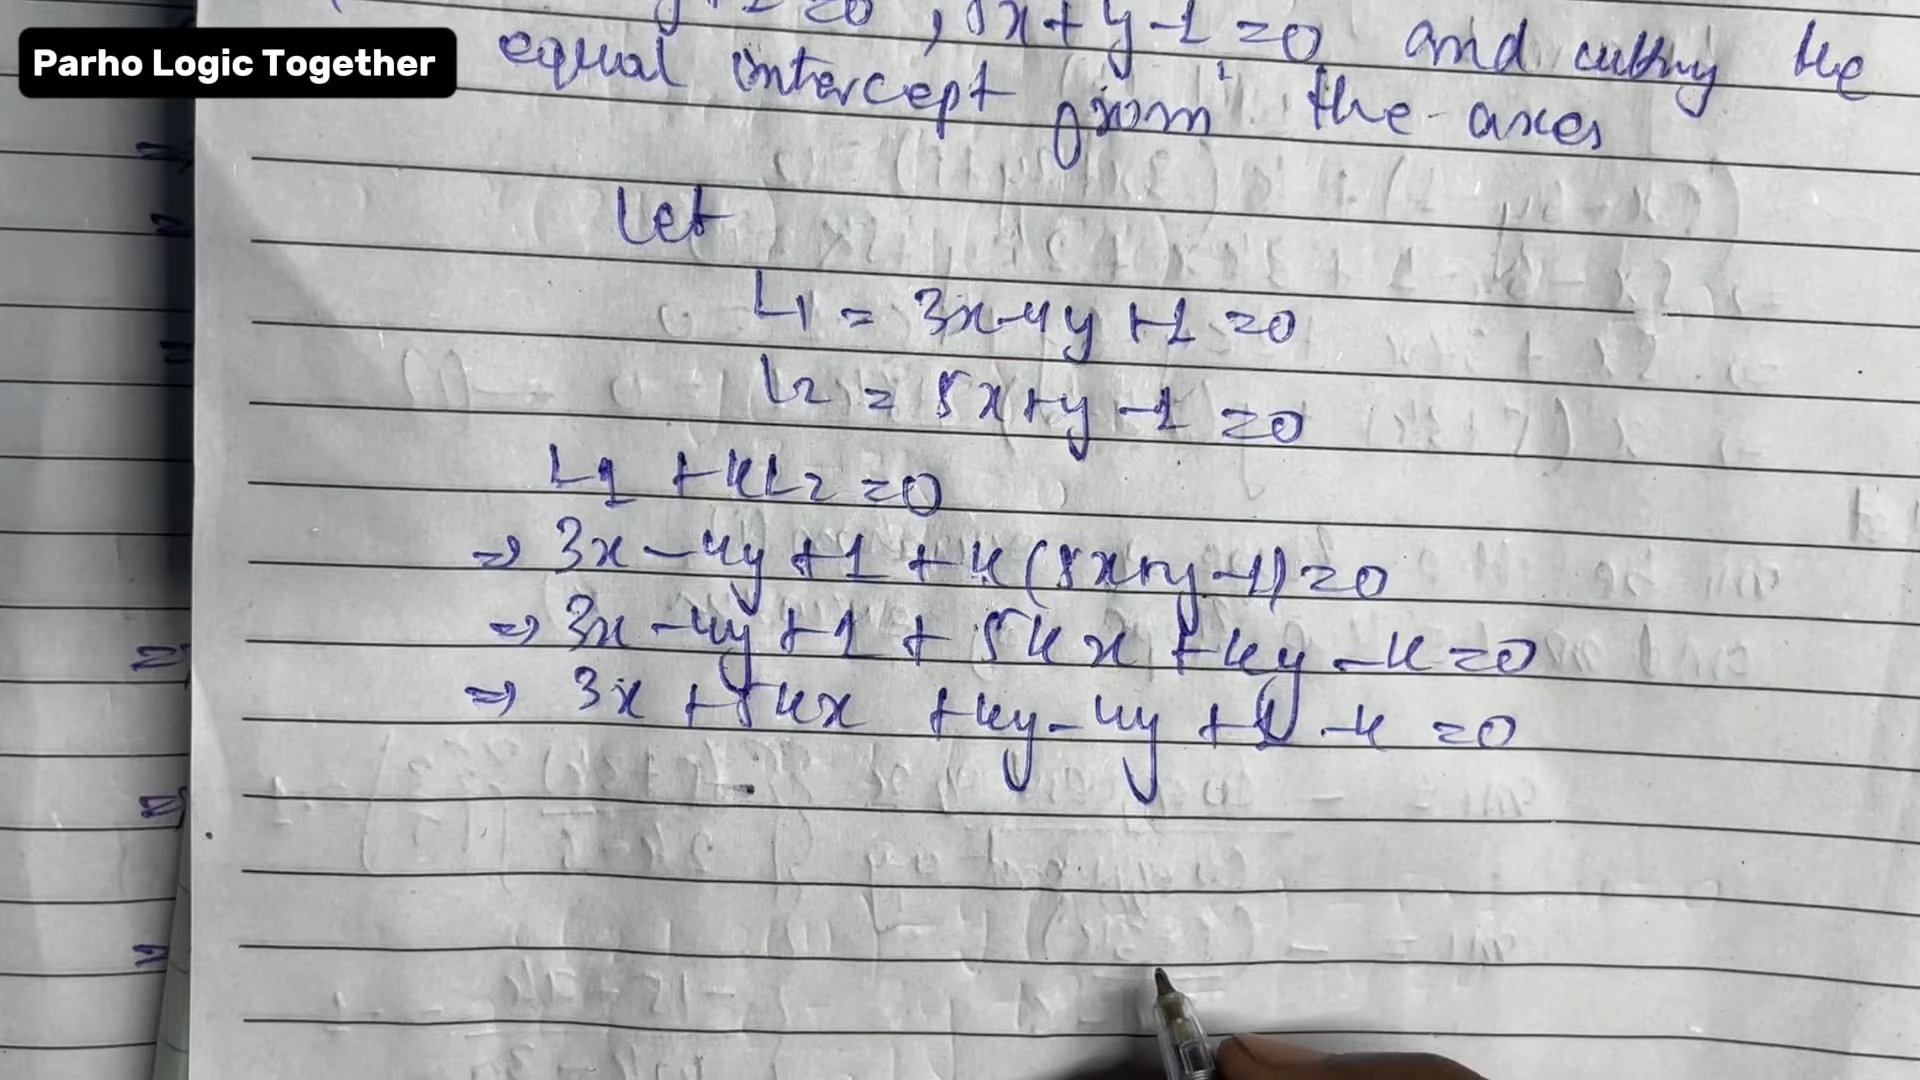 y+1=0, 5x+y-1=0 and cutting the
Parho Logic Together
equal intercept from the axes
Let
L1 = 3x-4y+1=0
L2 = 5x+y-1=0
L1 +kL2=0
⇒ 3x-4y+1+k(5x+y-1)=0
⇒ 3x-4y+1+5kx+ky-k=0
⇒ 3x+5kx +ky-4y+1-k=0